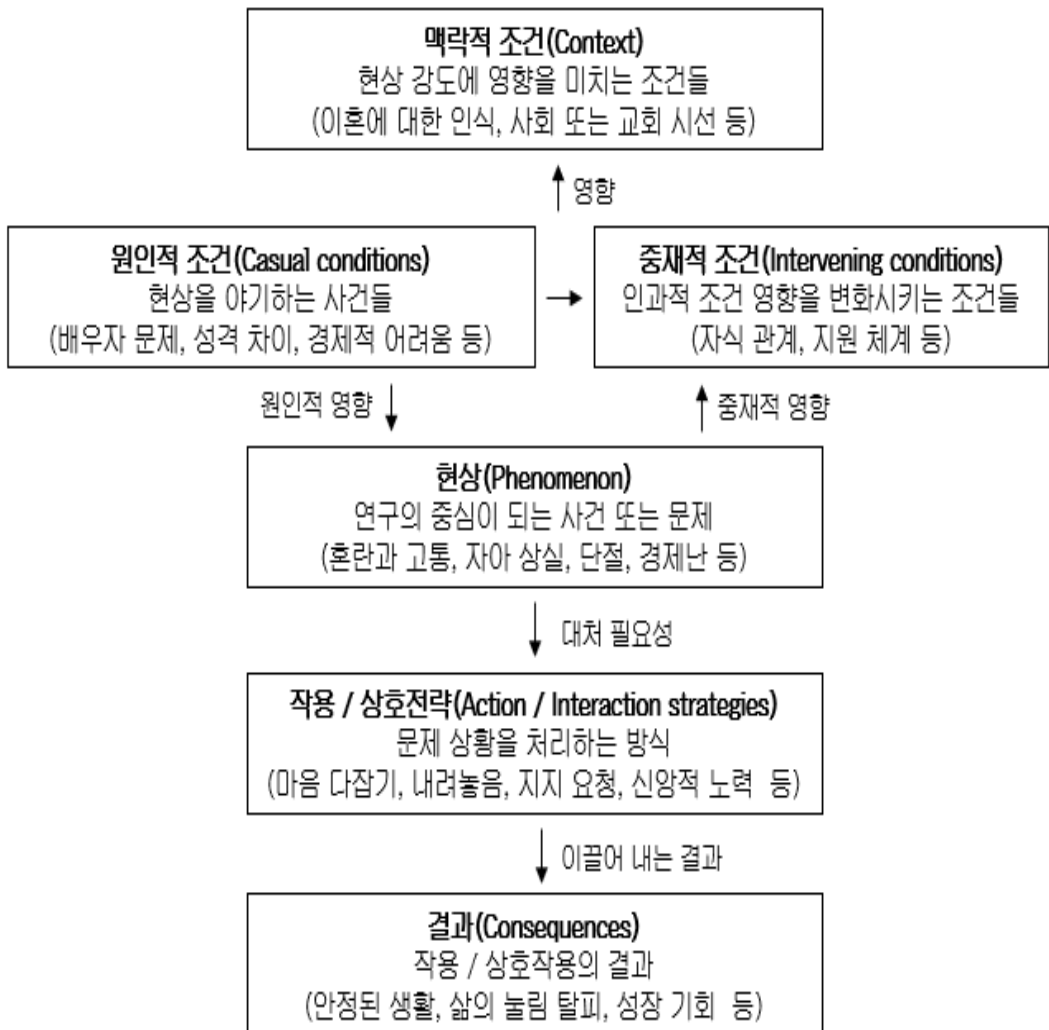 맥락적 조건(Context)
현상 강도에 영향을 미치는 조건들
(이혼에 대한 인식, 사회 또는 교회 시선 등)
영향
원인적 조건(Casual conditions)
현상을 야기하는 사건들
(배우자 문제, 성격 차이, 경제적 어려움 등)
중재적 조건(Intervening conditions)
인과적 조건 영향을 변화시키는 조건들
(자식 관계, 지원 체계 등)
원인적 영향
중재적 영향
현상(Phenomenon)
연구의 중심이 되는 사건 또는 문제
(혼란과 고통, 자아 상실, 단절, 경제난 등)
대처 필요성
작용 / 상호전략(Action / Interaction strategies)
문제 상황을 처리하는 방식
(마음 다잡기, 내려놓음, 지지 요청, 신앙적 노력 등)
이끌어 내는 결과
결과(Consequences)
작용 / 상호작용의 결과
(안정된 생활, 삶의 눌림 탈피, 성장 기회 등)